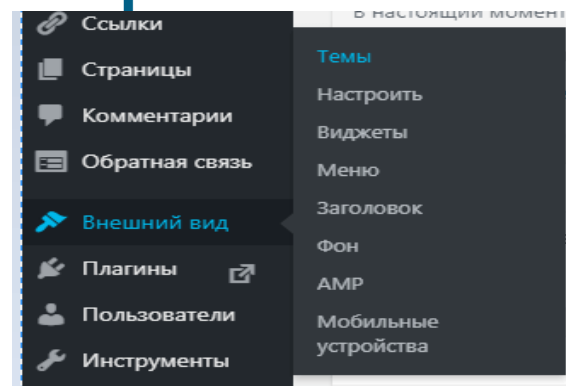 В настоящий момент
Ссылки
Страницы
Комментарии
Обратная связь
Внешний вид
Плагины
Пользователи
Инструменты
Темы
Настроить
Виджеты
Меню
Заголовок
Фон
AMP
Мобильные
устройства